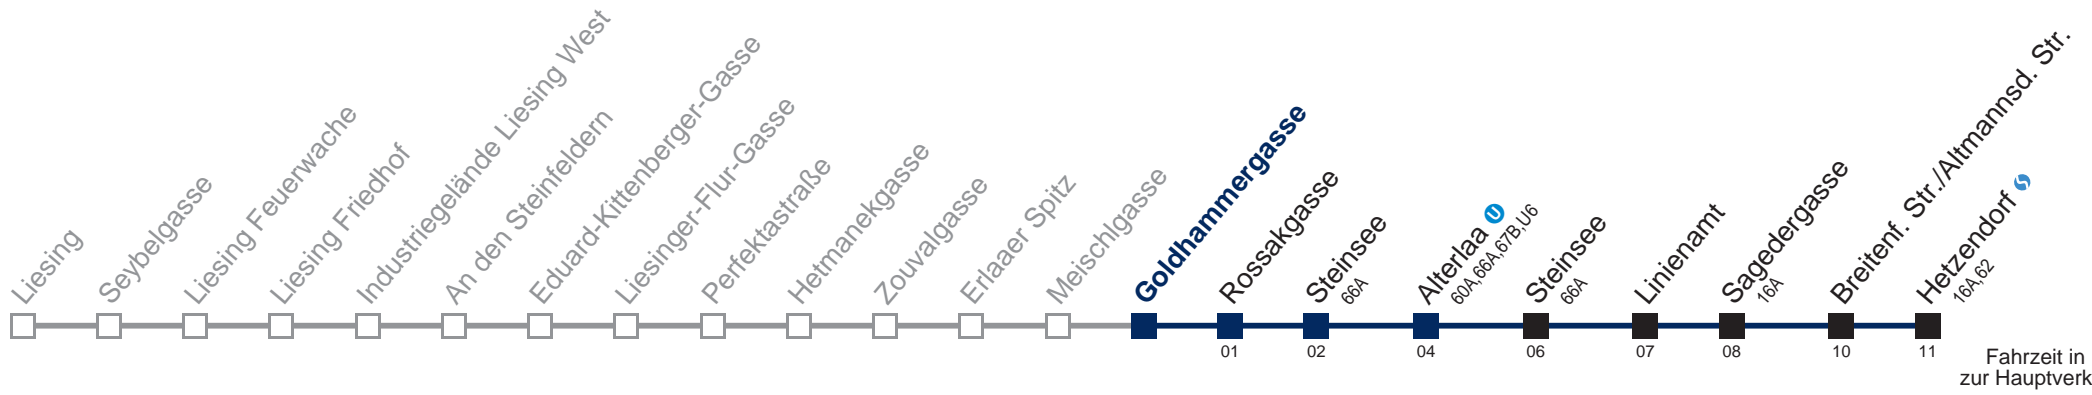 Liesing
Seybelgasse
Liesing Feuerwache
Liesing Friedhof
Industriegelände Liesing West
An den Steinfeldern
Eduard-Kittenberger-Gasse
Liesinger-Flur-Gasse
Perfektastraße
Hetmanekgasse
Zouvalgasse
Erlaaer Spitz
Meischlgasse
Goldhammergasse
Rossakgasse
01
Steinsee
66A
02
Alterlaa U
60A,66A,67B,U6
04
Steinsee
66A
06
Linienamt
07
Sagedergasse
16A
08
Breitenf. Str./Altmannsd. Str.
10
Hetzendorf S
16A,62
11
Fahrzeit in
zur Hauptverk